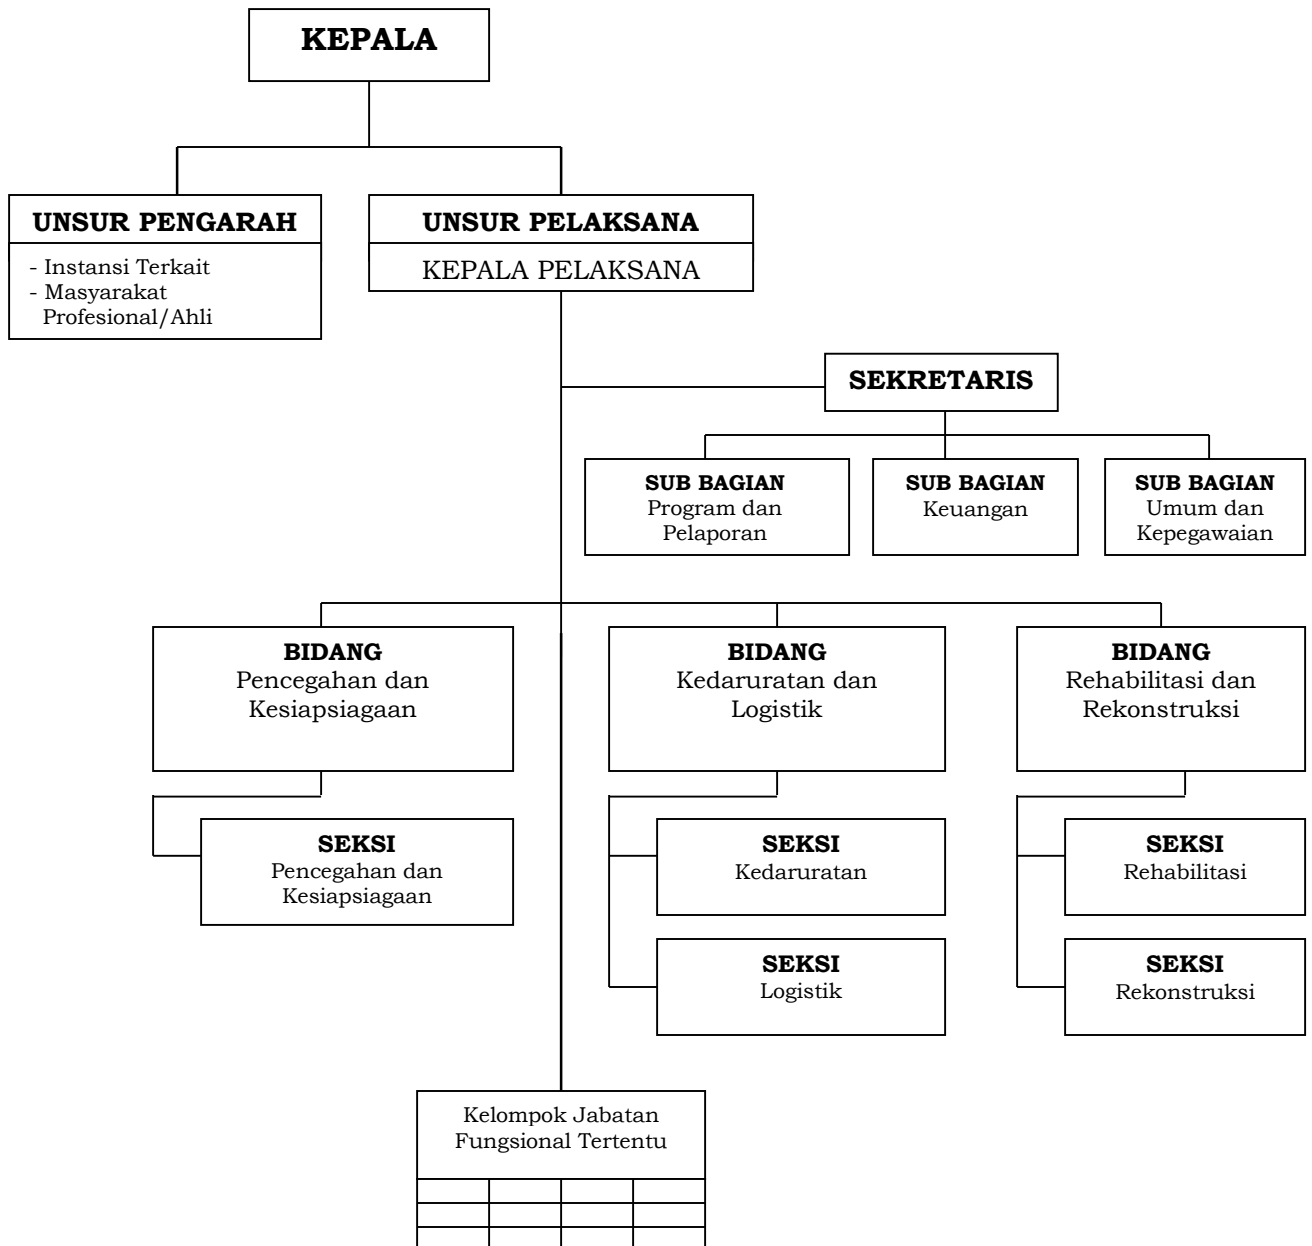 KEPALA
UNSUR PENGARAH
- Instansi Terkait
- Masyarakat
Profesional/Ahli
UNSUR PELAKSANA
KEPALA PELAKSANA
SEKRETARIS
SUB BAGIAN
Program dan
Pelaporan
SUB BAGIAN
Keuangan
SUB BAGIAN
Umum dan
Kepegawaian
BIDANG
Pencegahan dan
Kesiapsiagaan
BIDANG
Kedaruratan dan
Logistik
BIDANG
Rehabilitasi dan
Rekonstruksi
SEKSI
Pencegahan dan
Kesiapsiagaan
SEKSI
Kedaruratan
SEKSI
Rehabilitasi
SEKSI
Logistik
SEKSI
Rekonstruksi
Kelompok Jabatan
Fungsional Tertentu